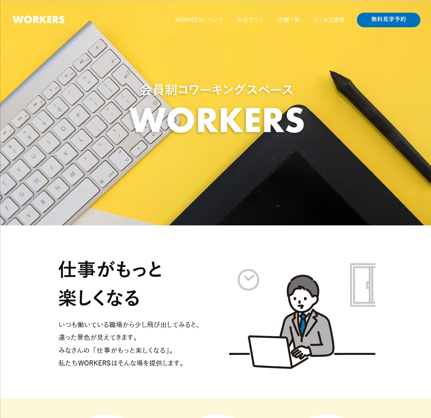 WORKERS
WORKERSについて
料金プラン
店舗一覧
よくある質問
無料見学予約
会員制コワーキングスペース
WORKERS
仕事がもっと
楽しくなる
いつも働いている職場から少し飛び出してみると、
違った景色が見えてきます。
みなさんの「仕事がもっと楽しくなる」。
私たちWORKERSはそんな場を提供します。